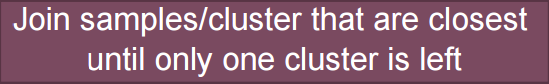 Join samples/cluster that are closest
until only one cluster is left